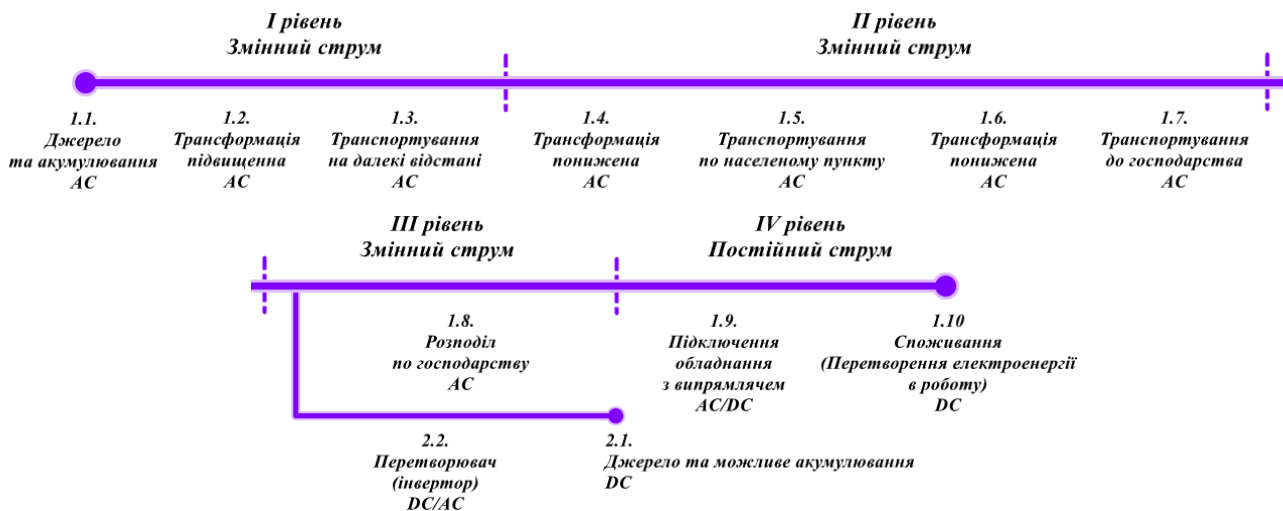 I рівень
Змінний струм
II рівень
Змінний струм
1.1.
Джерело
та акумулювання
AC
1.2.
Трансформація
підвищенна
AC
1.3.
Транспортування
на далекі відстані
AC
1.4.
Трансформація
понижена
AC
1.5.
Транспортування
по населеному пункту
AC
1.6.
Трансформація
понижена
AC
1.7.
Транспортування
до господарства
AC
III рівень
Змінний струм
IV рівень
Постійний струм
1.8.
Розподіл
по господарству
AC
1.9.
Підключення
обладнання
з випрямлячем
AC/DC
1.10
Споживання
(Перетворення електроенергії
в роботу)
DC
2.2.
Перетворювач
(інвертор)
DC/AC
2.1.
Джерело та можливе акумулювання
DC